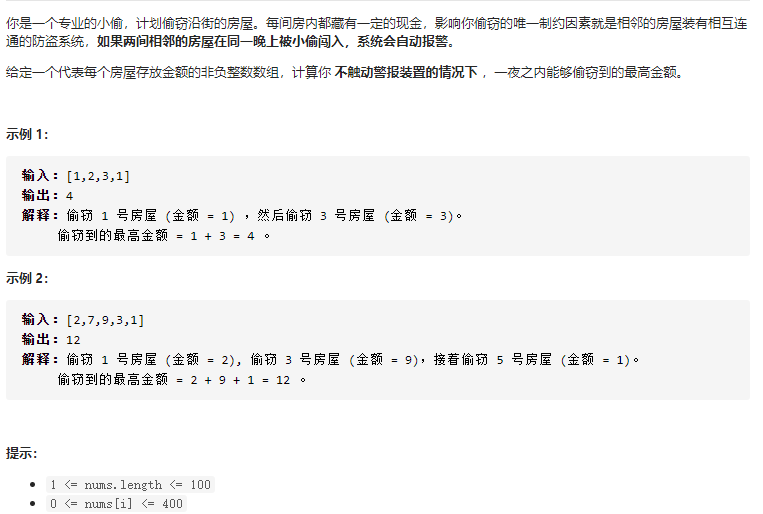 你是一个专业的小偷，计划偷窃沿街的房屋。每间房内都藏有一定的现金，影响你偷窃的唯一制约因素就是相邻的房屋装有相互连
通的防盗系统，如果两间相邻的房屋在同一晚上被小偷闯入，系统会自动报警。
给定一个代表每个房屋存放金额的非负整数数组，计算你 不触动警报装置的情况下 ，一夜之内能够偷窃到的最高金额。
示例 1：
输入：[1,2,3,1]
输出：4
解释：偷窃 1 号房屋 (金额 = 1) ，然后偷窃 3 号房屋 (金额 = 3)。
偷窃到的最高金额 = 1 + 3 = 4 。
示例 2：
输入：[2,7,9,3,1]
输出：12
解释：偷窃 1 号房屋 (金额 = 2), 偷窃 3 号房屋 (金额 = 9)，接着偷窃 5 号房屋 (金额 = 1)。
偷窃到的最高金额 = 2 + 9 + 1 = 12 。
提示：
• 1 <= nums.length <= 100
• 0 <= nums[i] <= 400